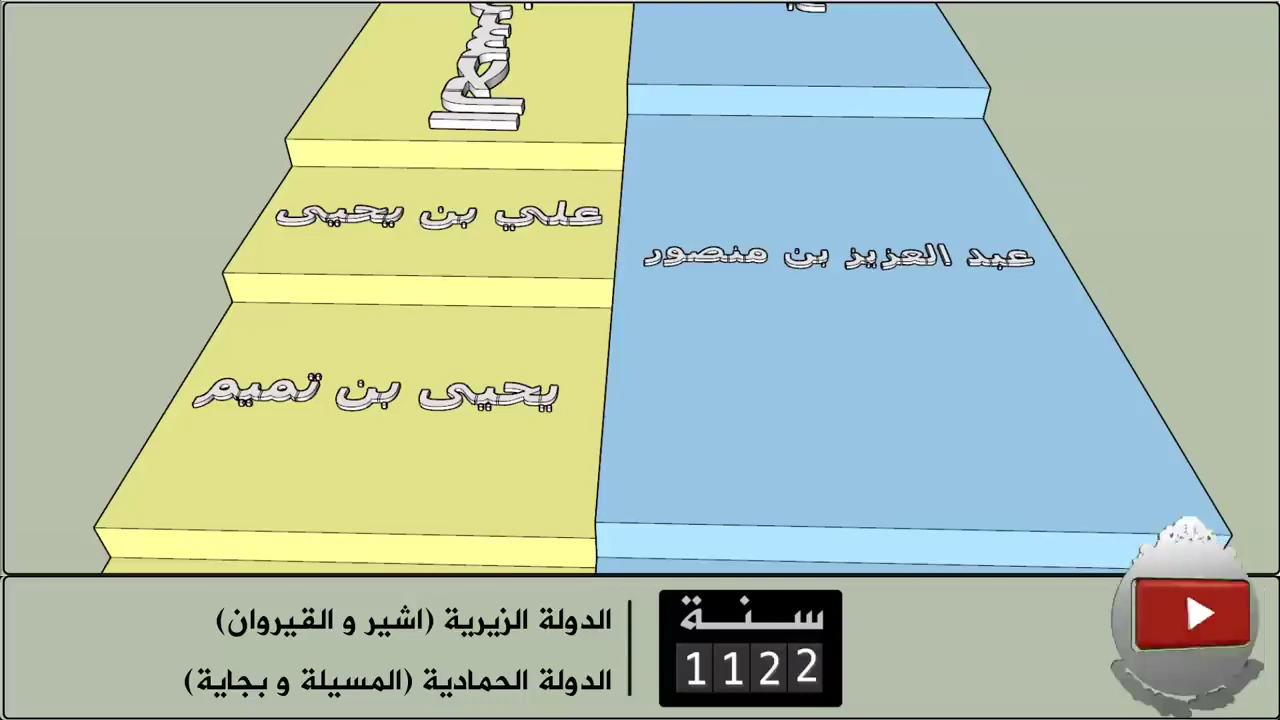 علي بن يحيى
عبد العزيز بن منصور
يحيى بن تميم
سنة
1122
الدولة الزيرية (اشير و القيروان)
الدولة الحمادية (المسيلة و بجاية)